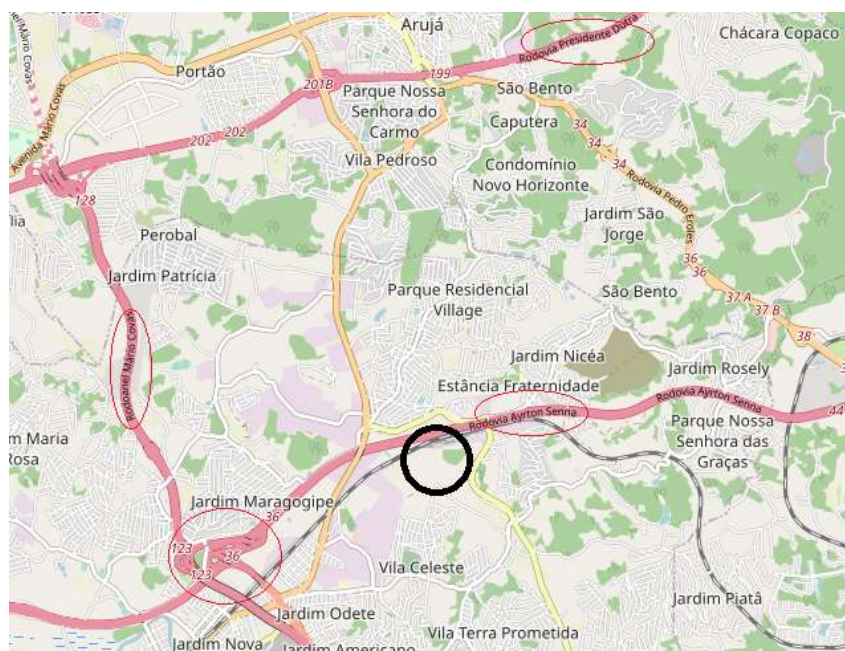 Arujá
Rodovia Presidente Dutra
Chácara Copaco
Mário Covas
Portão
201B
199
Parque Nossa
Senhora do
Carmo
São Bento
Caputera
34
34
34
202
202
Avenida Mário Covas
Vila Pedroso
Condomínio
Novo Horizonte
Rodovia Pedro Eroles
128
Jardim São
Jorge
Perobal
36
36
Jardim Patrícia
Parque Residencial
Village
São Bento
37 A
37 B
38
Rodoanel Mário Covas
Jardim Nicéa
Jardim Rosely
Estância Fraternidade
Rodovia Ayrton Senna
Rodovia Ayrton Senna
44
Parque Nossa
Senhora das
Graças
m Maria
Rosa
Jardim Maragogipe
36
123
36
123
Vila Celeste
Jardim Piatã
Jardim Odete
Vila Terra Prometida
Jardim Nova
Jardim Americano